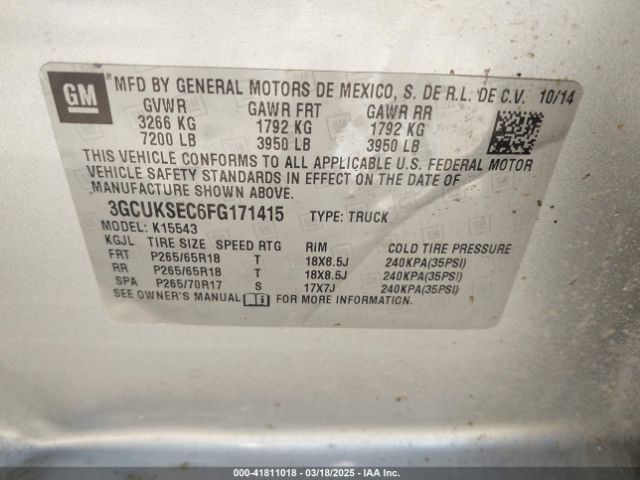 GM
MFD BY GENERAL MOTORS DE MEXICO, S. DE R.L. DE C.V. 10/14
GVWR GAWR FRT GAWR RR
3266 KG 1792 KG 1792 KG
7200 LB 3950 LB 3950 LB
THIS VEHICLE CONFORMS TO ALL APPLICABLE U.S. FEDERAL MOTOR
VEHICLE SAFETY STANDARDS IN EFFECT ON THE DATE OF
MANUFACTURE SHOWN ABOVE.
3GCUKSEC6FG171415 TYPE: TRUCK
MODEL: K15543
KGJL TIRE SIZE SPEED RTG RIM COLD TIRE PRESSURE
FRT P265/65R18 T 18X8.5J 240KPA(35PSI)
RR P265/65R18 T 18X8.5J 240KPA(35PSI)
SPA P265/70R17 S 17X7J 240KPA(35PSI)
SEE OWNER'S MANUAL FOR MORE INFORMATION.
000-41811018 — 03/18/2025 — IAA Inc.